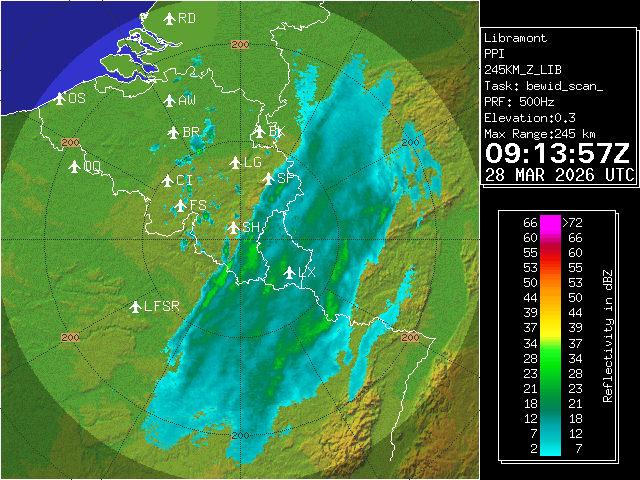 RD
200
OS
AW
BR
BK
200
200
QQ
LG
CI
SP
FS
SH
LX
LFSR
200
200
200
Libramont
PPI
245KM_Z_LIB
Task: bewid_scan_
PRF: 500Hz
Elevation:0.3
Max Range:245 km
09:13:57Z
28 MAR 2026 UTC
66 >72
60 66
55 60
53 55
50 53
44 50
39 44
37 39
34 37
28 34
23 28
21 23
18 21
12 18
7 12
2 7
Reflectivity in dBZ